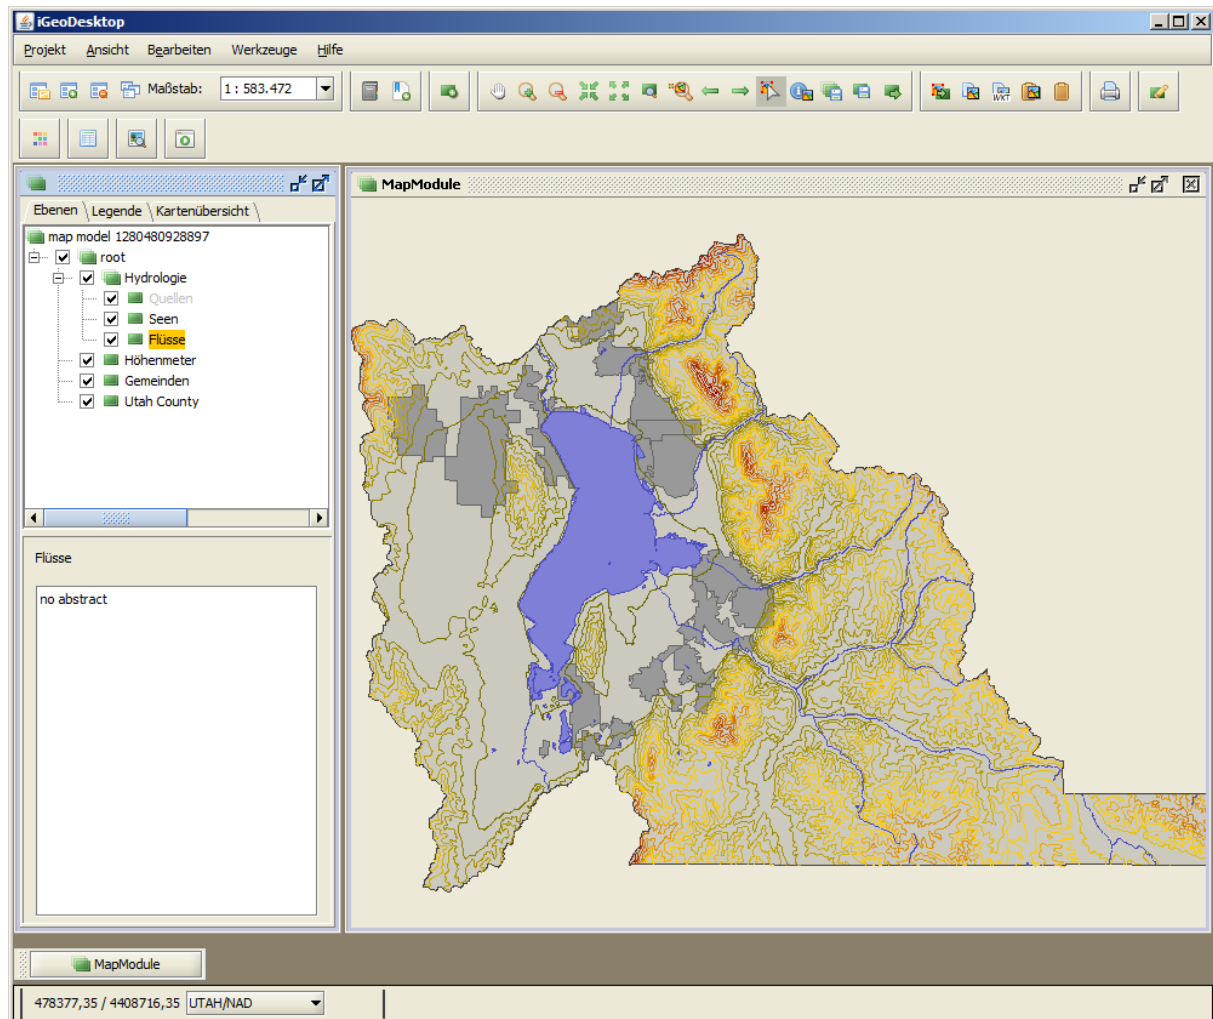 iGeoDesktop
Projekt Ansicht Bearbeiten Werkzeuge Hilfe
Maßstab: 1 : 583.472
WKT
MapModule
Ebenen Legende Kartenübersicht
map model 1280480928897
root
Hydrologie
Quellen
Seen
Flüsse
Höhenmeter
Gemeinden
Utah County
Flüsse
no abstract
MapModule
478377,35 / 4408716,35 UTAH/NAD